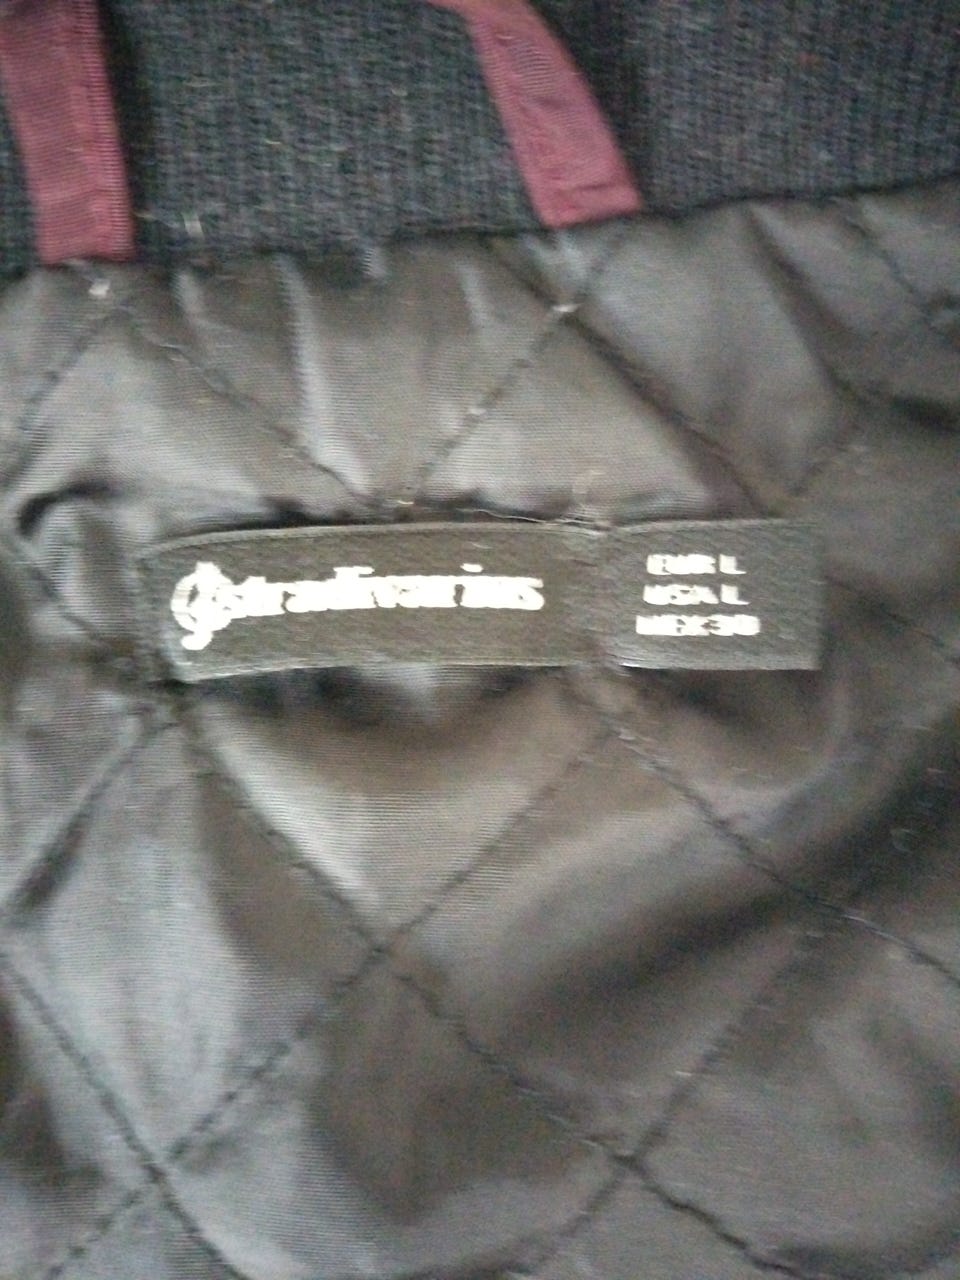 stradivarius
EUR L
USA L
MEX 30